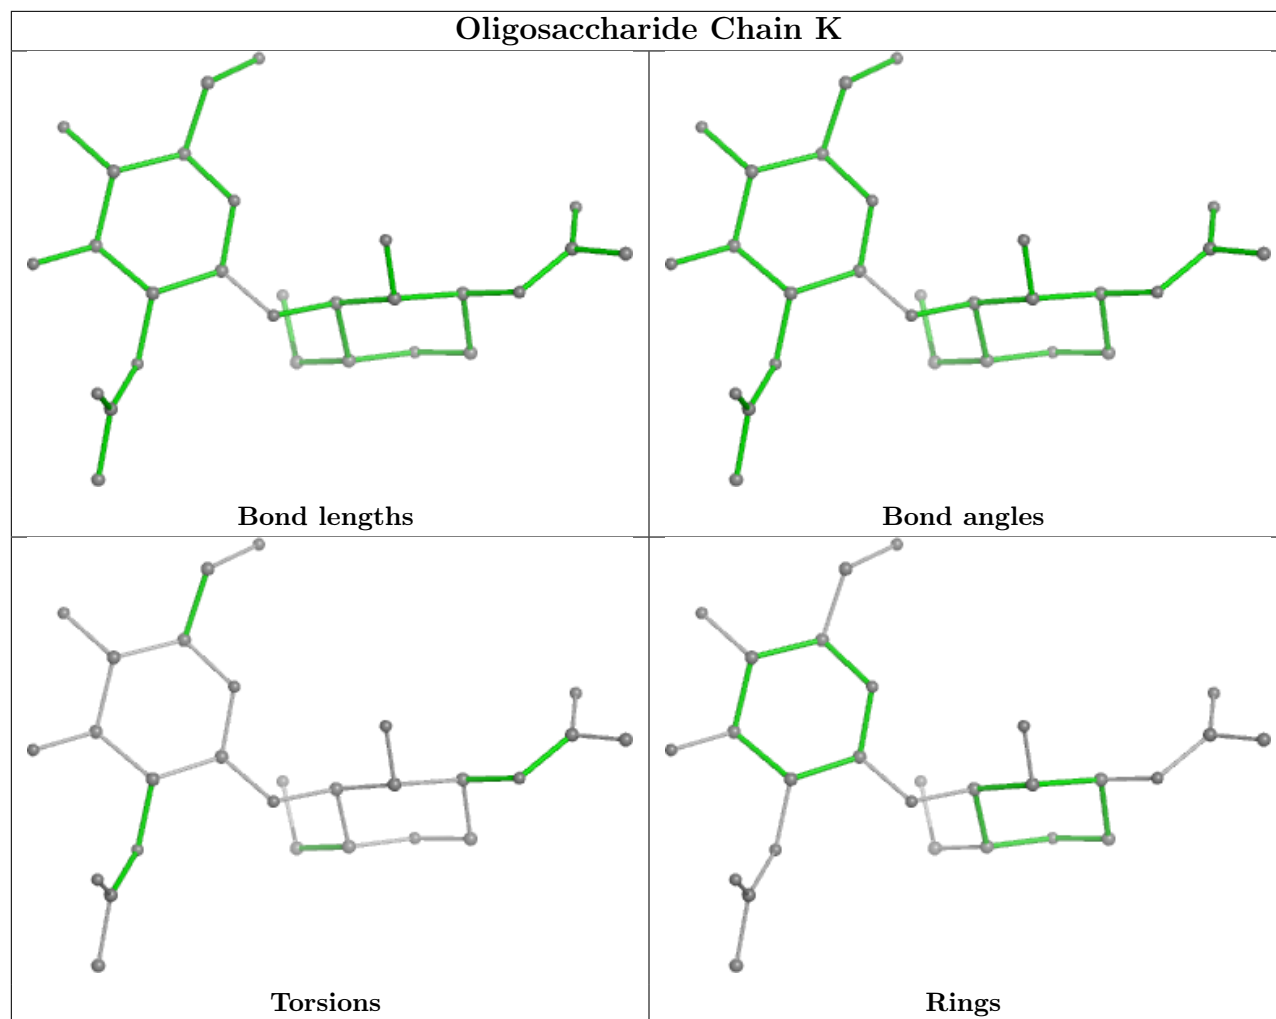 Oligosaccharide Chain K
Bond lengths
Bond angles
Torsions
Rings